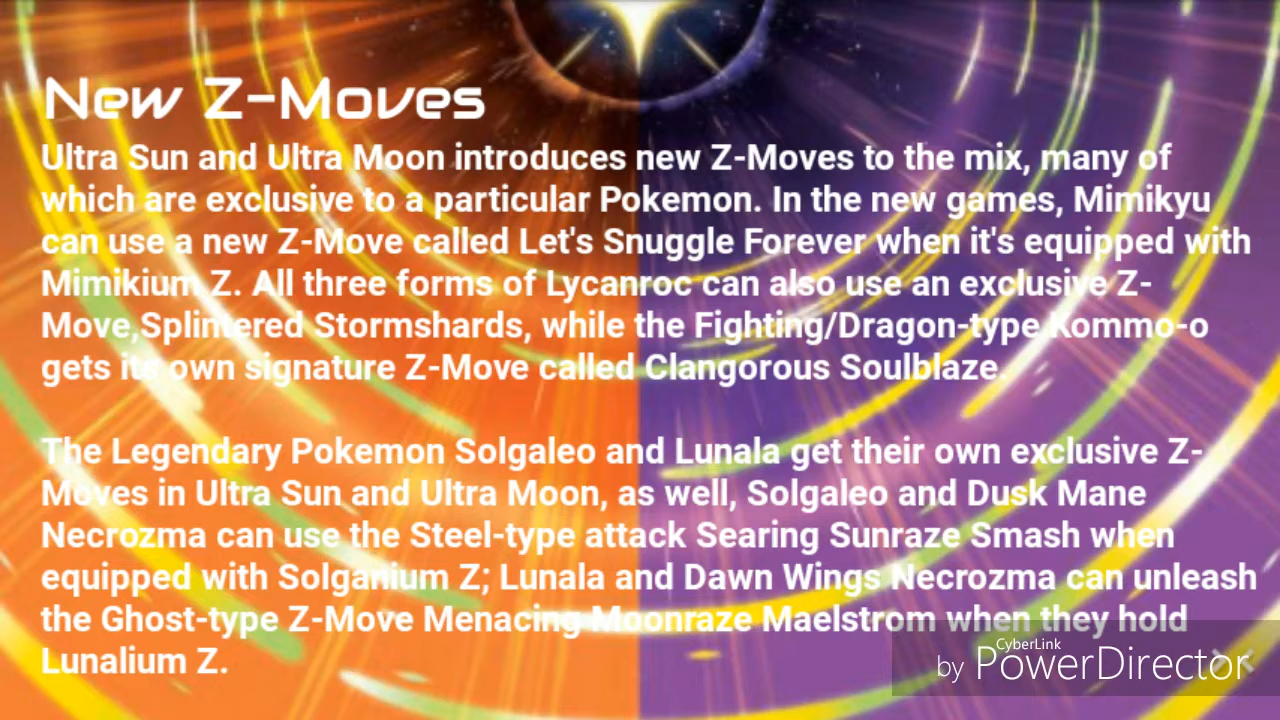 New Z-Moves
Ultra Sun and Ultra Moon introduces new Z-Moves to the mix, many of
which are exclusive to a particular Pokemon. In the new games, Mimikyu
can use a new Z-Move called Let's Snuggle Forever when it's equipped with
Mimikium Z. All three forms of Lycanroc can also use an exclusive Z-
Move,Splintered Stormshards, while the Fighting/Dragon-type Kommo-o
gets its own signature Z-Move called Clangorous Soulblaze.
The Legendary Pokemon Solgaleo and Lunala get their own exclusive Z-
Moves in Ultra Sun and Ultra Moon, as well, Solgaleo and Dusk Mane
Necrozma can use the Steel-type attack Searing Sunraze Smash when
equipped with Solganium Z; Lunala and Dawn Wings Necrozma can unleash
the Ghost-type Z-Move Menacing Moonraze Maelstrom when they hold
Lunalium Z.
CyberLink
by PowerDirector